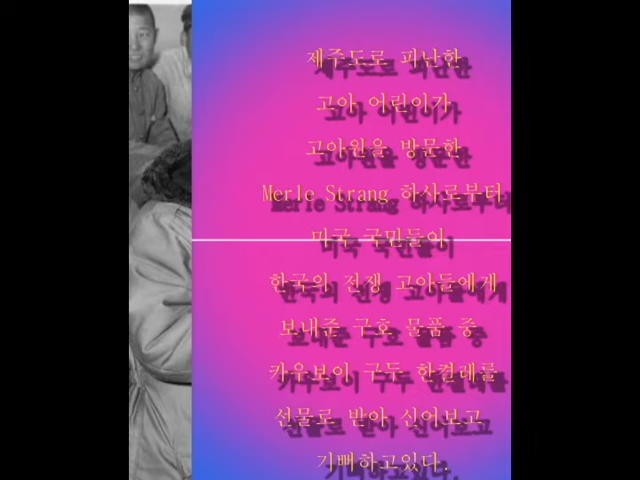 제주도로 피난한
고아 어린이가
고아원을 방문한
Merle Strang 하사로부터
미국 국민들이
한국의 전쟁 고아들에게
보내준 구호 물품 중
카우보이 구두 한켤레를
선물로 받아 신어보고
기뻐하고있다.